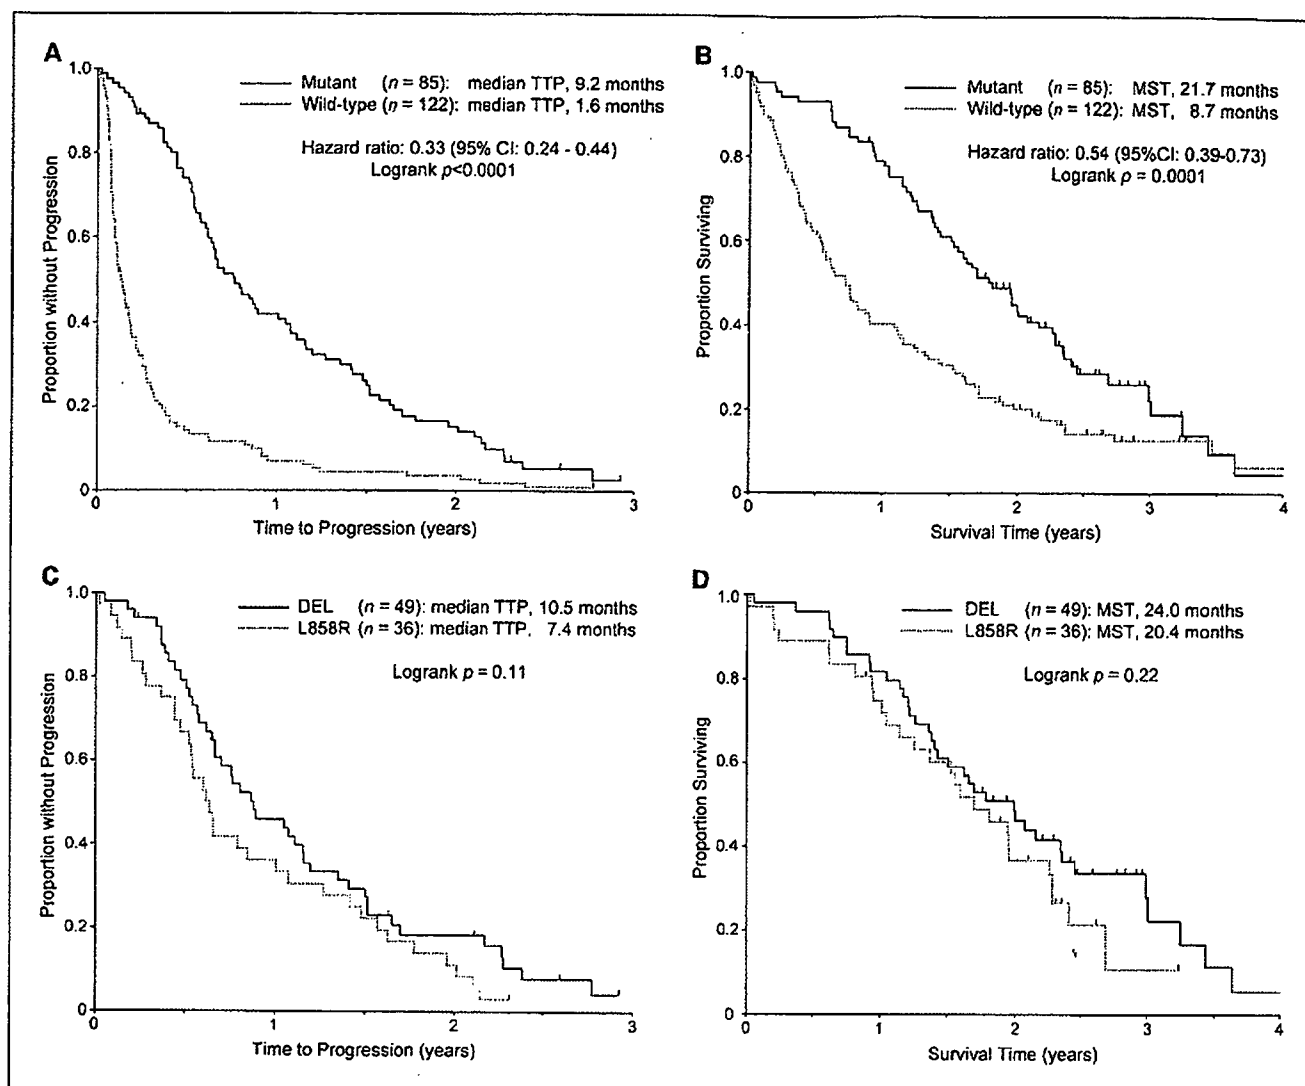 A
Mutant (n = 85): median TTP, 9.2 months
Wild-type (n = 122): median TTP, 1.6 months
Hazard ratio: 0.33 (95% CI: 0.24 - 0.44)
Logrank p<0.0001
Proportion without Progression
1.0
0.8
0.6
0.4
0.2
0
0 1 2 3
Time to Progression (years)
B
Mutant (n = 85): MST, 21.7 months
Wild-type (n = 122): MST, 8.7 months
Hazard ratio: 0.54 (95%CI: 0.39-0.73)
Logrank p = 0.0001
Proportion Surviving
1.0
0.8
0.6
0.4
0.2
0
0 1 2 3 4
Survival Time (years)
C
DEL (n = 49): median TTP, 10.5 months
L858R (n = 36): median TTP, 7.4 months
Logrank p = 0.11
Proportion without Progression
1.0
0.8
0.6
0.4
0.2
0
0 1 2 3
Time to Progression (years)
D
DEL (n = 49): MST, 24.0 months
L858R (n = 36): MST, 20.4 months
Logrank p = 0.22
Proportion Surviving
1.0
0.8
0.6
0.4
0.2
0
0 1 2 3 4
Survival Time (years)